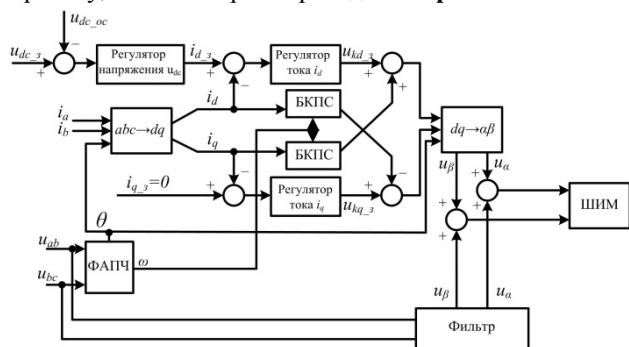 u_dc_oc
u_dc_з
−
+
Регулятор
напряжения u_dc
i_d_з
+
−
Регулятор
тока i_d
u_kd_з
+
+
i_a
i_b
abc→dq
i_d
i_q
БКПС
БКПС
dq→αβ
u_β
u_α
+
+
+
+
ШИМ
i_q_з=0
−
+
Регулятор
тока i_q
−
+
u_kq_з
θ
u_ab
u_bc
ФАПЧ
ω
u_β
u_α
Фильтр